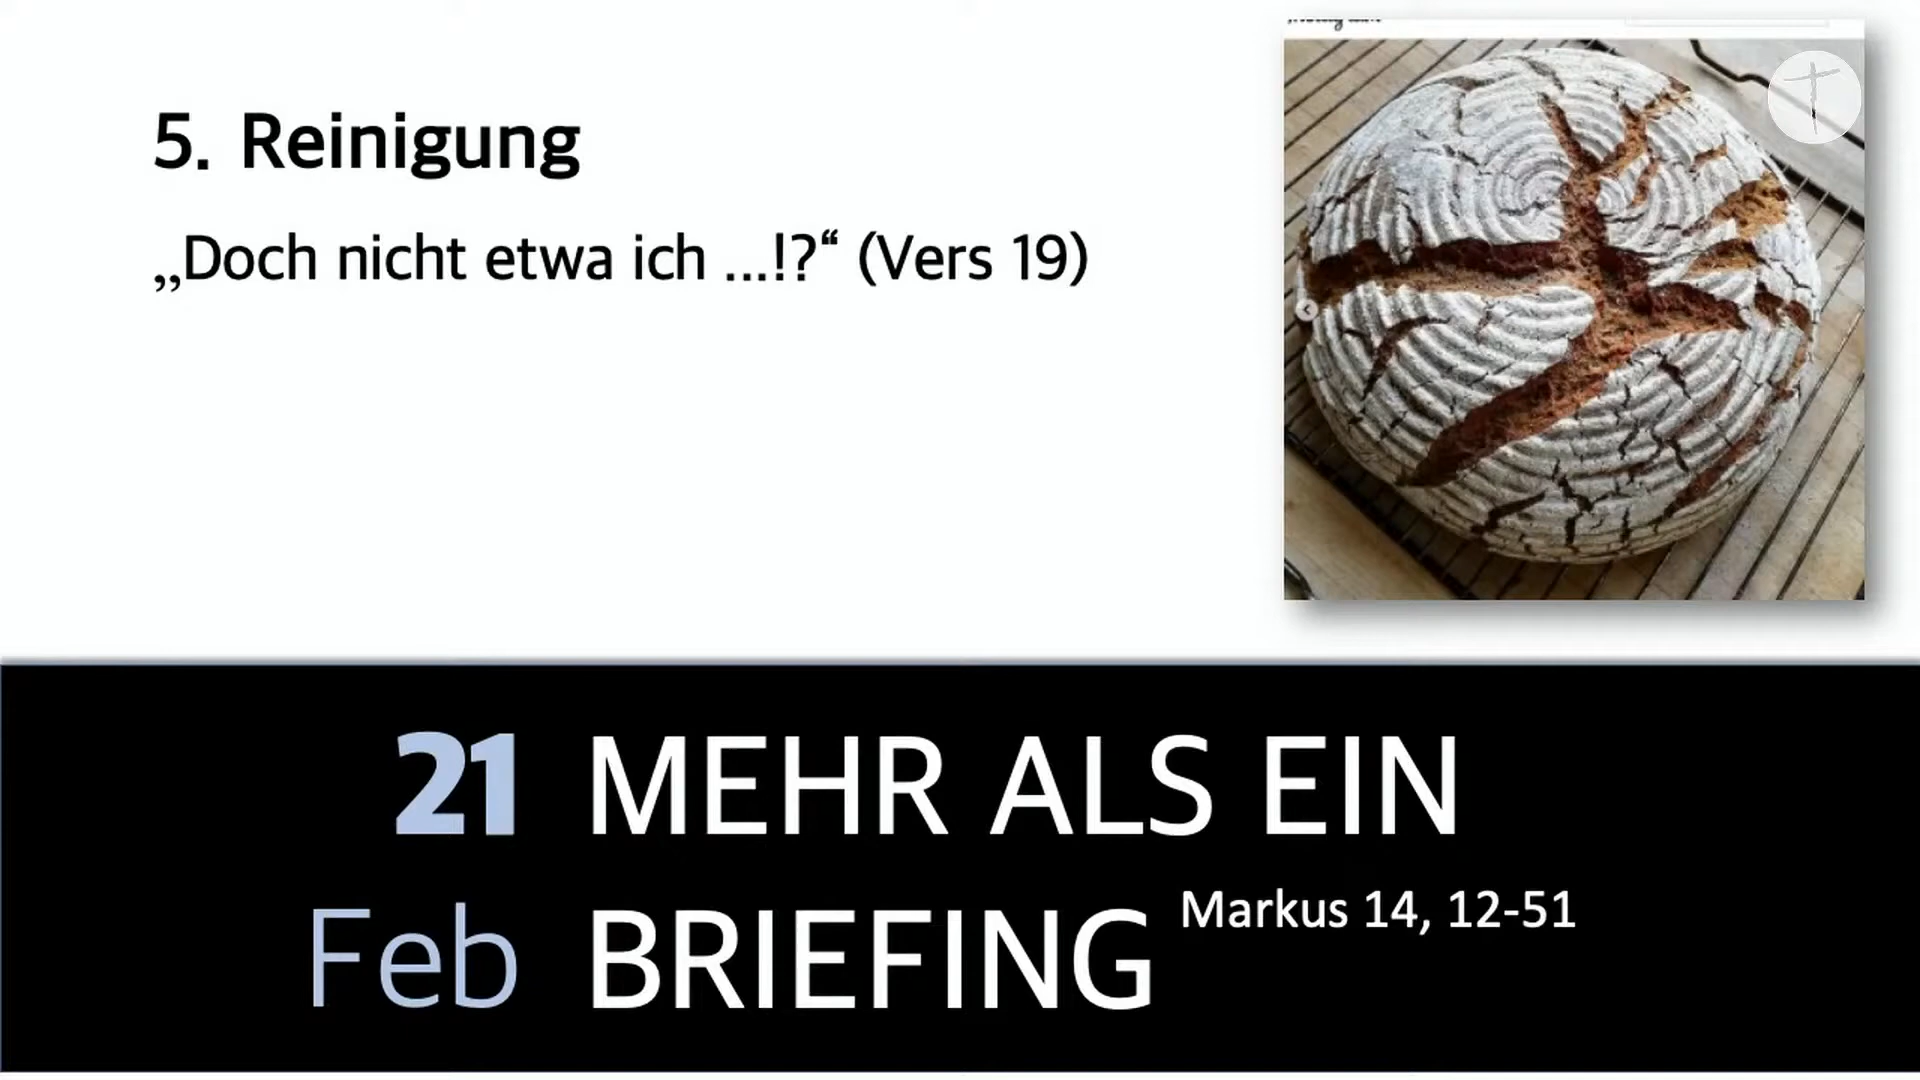 5. Reinigung
„Doch nicht etwa ich ...!?“ (Vers 19)
21 MEHR ALS EIN
Feb BRIEFING Markus 14, 12-51